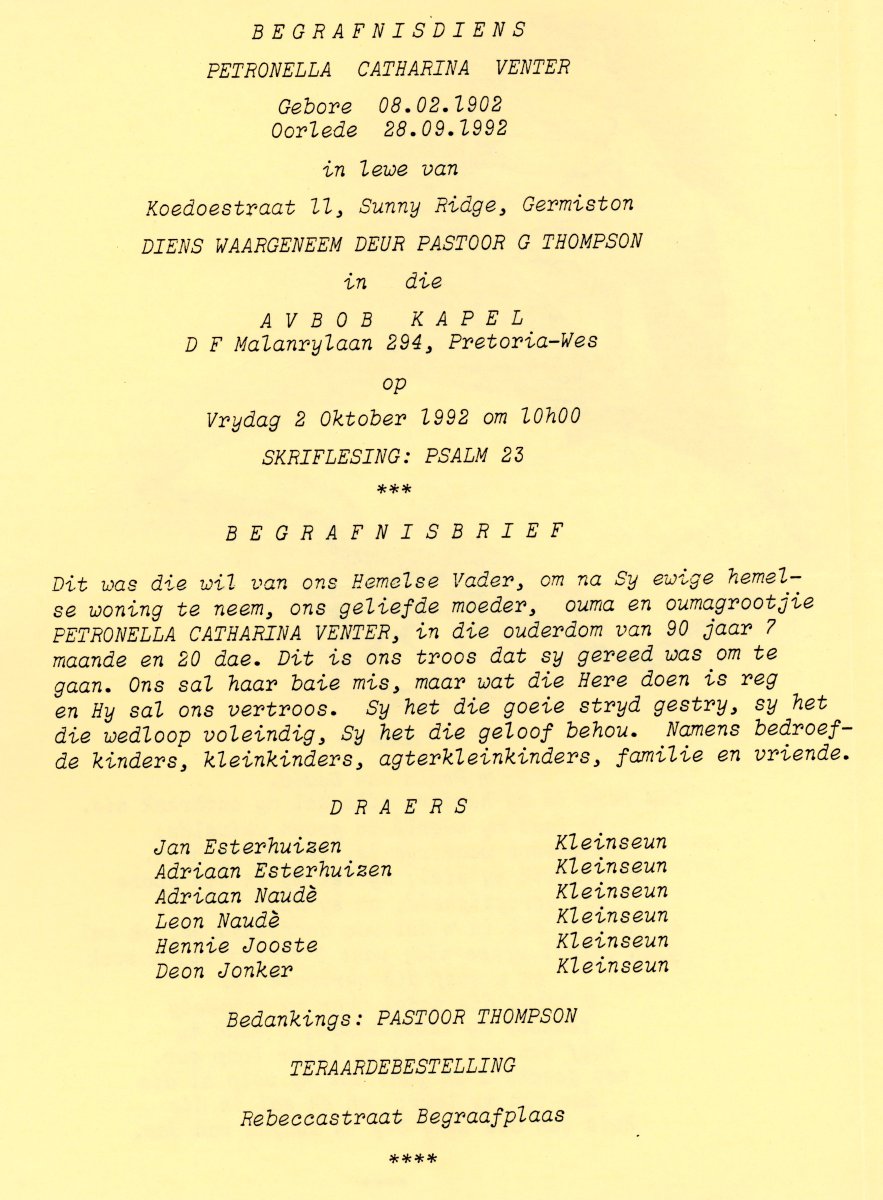 BEGRAFNISDIENS
PETRONELLA CATHARINA VENTER
Gebore 08.02.1902
Oorlede 28.09.1992
in lewe van
Koedoestraat 11, Sunny Ridge, Germiston
DIENS WAARGENEEM DEUR PASTOOR G THOMPSON
in die
AVBOB KAPEL
D F Malanrylaan 294, Pretoria-Wes
op
Vrydag 2 Oktober 1992 om 10h00
SKRIFLESING: PSALM 23
***
BEGRAFNISBRIEF
Dit was die wil van ons Hemelse Vader, om na Sy ewige hemel-
se woning te neem, ons geliefde moeder, ouma en oumagrootjie
PETRONELLA CATHARINA VENTER, in die ouderdom van 90 jaar 7
maande en 20 dae. Dit is ons troos dat sy gereed was om te
gaan. Ons sal haar baie mis, maar wat die Here doen is reg
en Hy sal ons vertroos. Sy het die goeie stryd gestry, sy het
die wedloop voleindig, Sy het die geloof behou. Namens bedroef-
de kinders, kleinkinders, agterkleinkinders, familie en vriende.
DRAERS
Jan Esterhuizen Kleinseun
Adriaan Esterhuizen Kleinseun
Adriaan Naudè Kleinseun
Leon Naudè Kleinseun
Hennie Jooste Kleinseun
Deon Jonker Kleinseun
Bedankings: PASTOOR THOMPSON
TERAARDEBESTELLING
Rebeccastraat Begraafplaas
****